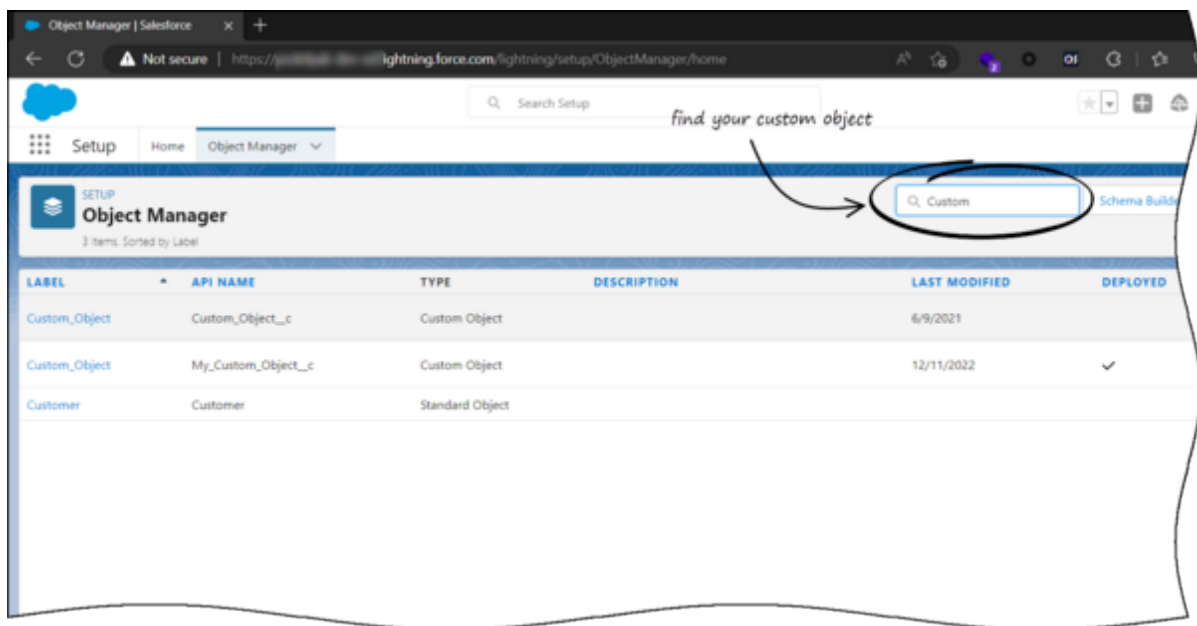 Object Manager | Salesforce
Not secure | https:// lightning.force.com/lightning/setup/ObjectManager/home
Search Setup
find your custom object
Setup Home Object Manager
SETUP
Object Manager
3 Items. Sorted by Label
Custom
Schema Builde
LABEL API NAME TYPE DESCRIPTION LAST MODIFIED DEPLOYED
Custom_Object Custom_Object__c Custom Object 6/9/2021
Custom_Object My_Custom_Object__c Custom Object 12/11/2022
Customer Customer Standard Object